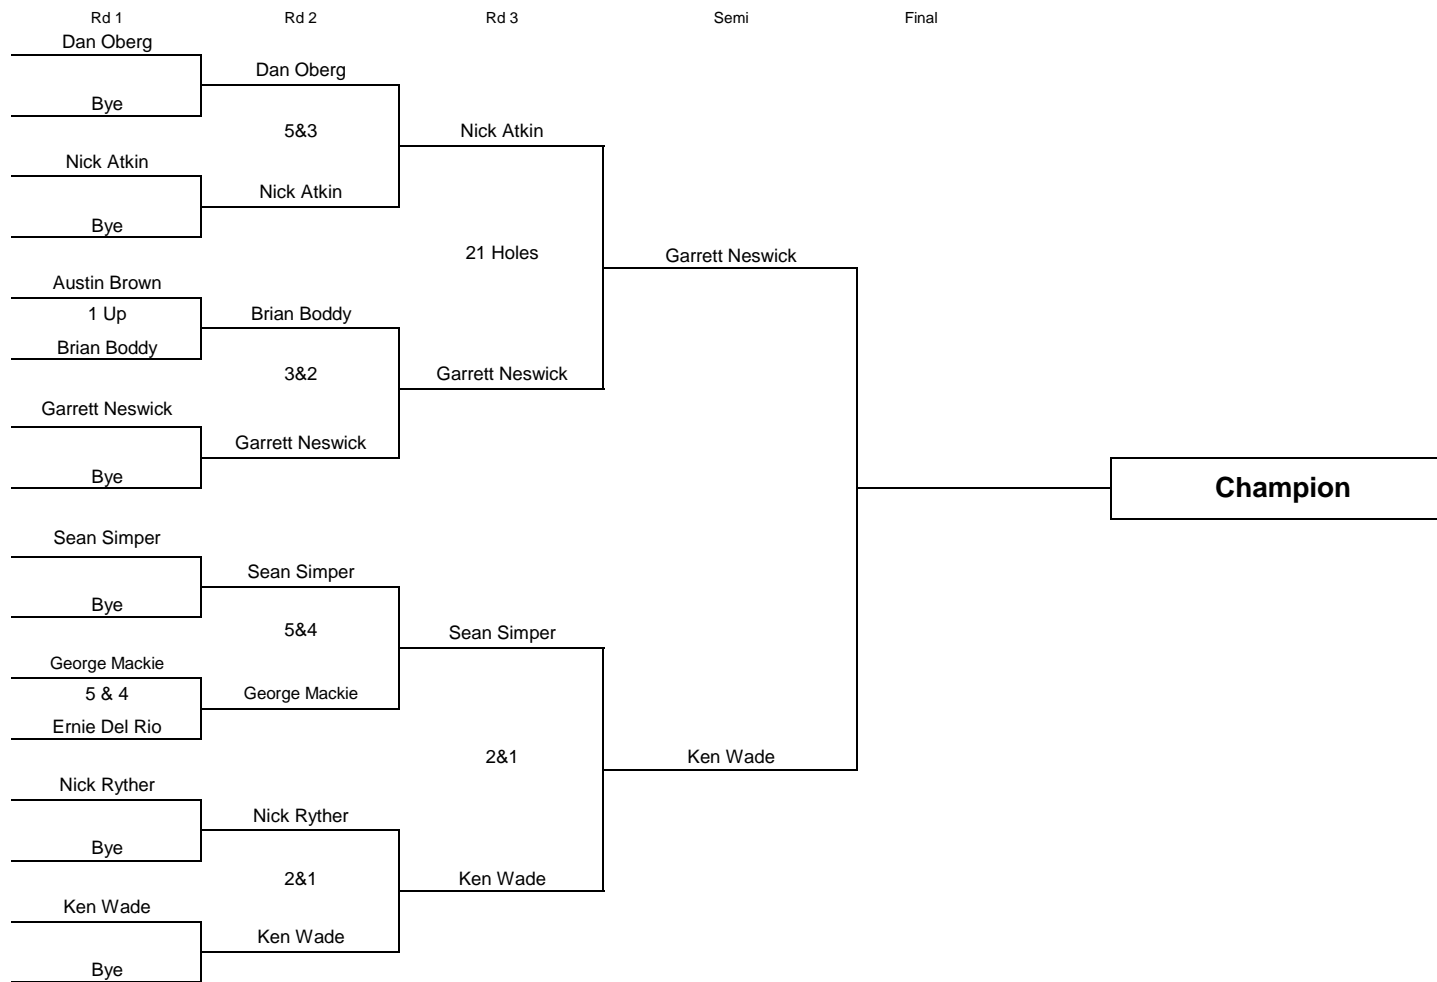 Rd 1 Rd 2 Rd 3 Semi Final
Dan Oberg
Dan Oberg
Bye
5&3
Nick Atkin
Nick Atkin
Nick Atkin
Bye
21 Holes
Garrett Neswick
Austin Brown
1 Up
Brian Boddy
Brian Boddy
3&2
Garrett Neswick
Garrett Neswick
Garrett Neswick
Bye
Champion
Sean Simper
Sean Simper
Bye
5&4
Sean Simper
George Mackie
5 & 4
George Mackie
Ernie Del Rio
2&1
Ken Wade
Nick Ryther
Nick Ryther
Bye
2&1
Ken Wade
Ken Wade
Ken Wade
Bye